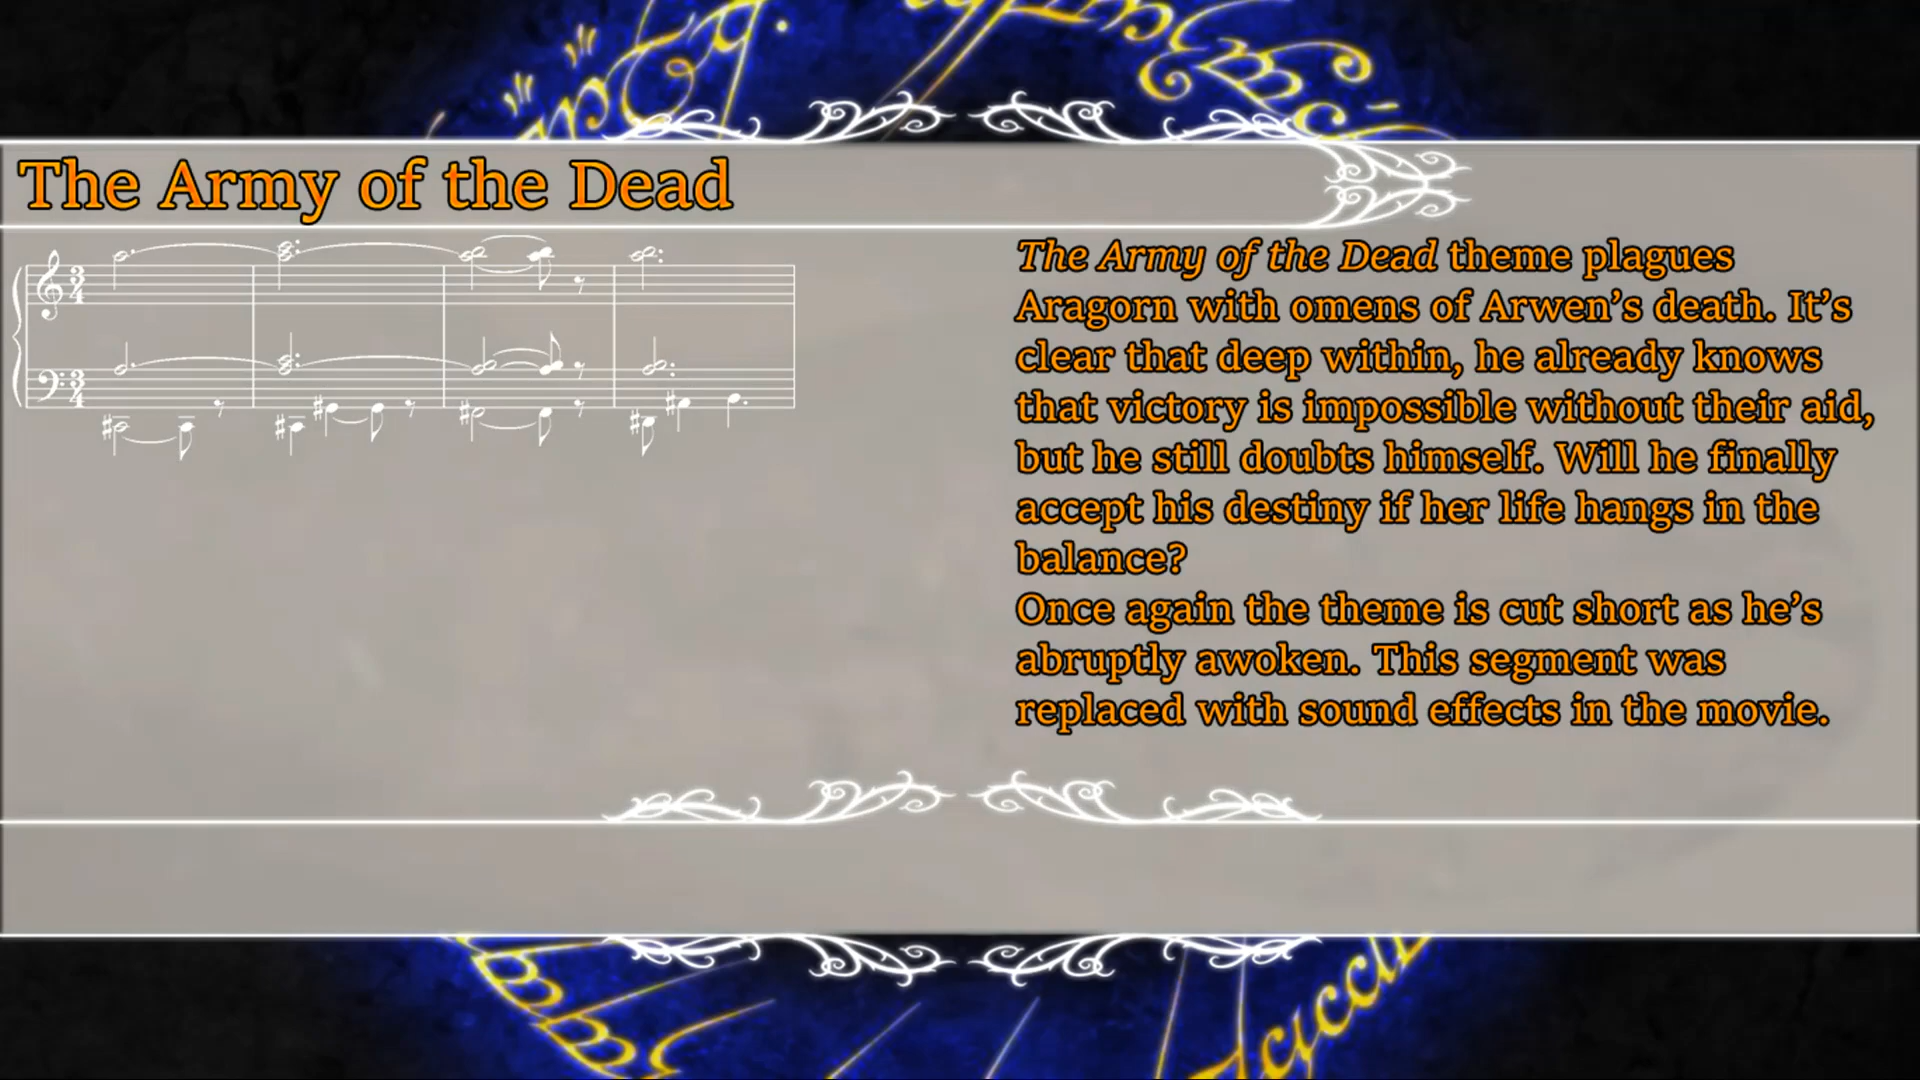 The Army of the Dead
The Army of the Dead theme plagues
Aragorn with omens of Arwen’s death. It’s
clear that deep within, he already knows
that victory is impossible without their aid,
but he still doubts himself. Will he finally
accept his destiny if her life hangs in the
balance?
Once again the theme is cut short as he’s
abruptly awoken. This segment was
replaced with sound effects in the movie.